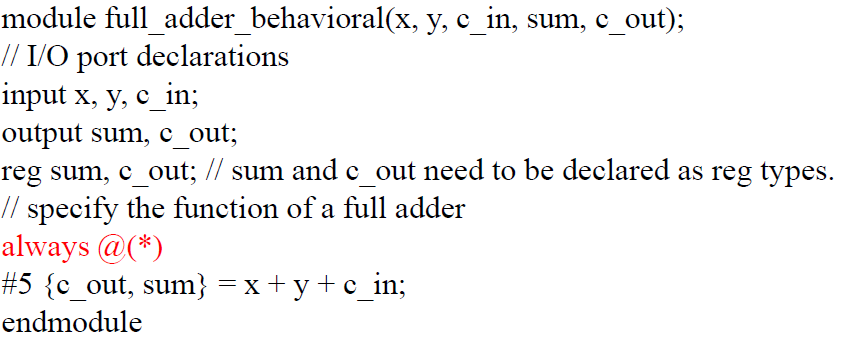 module full_adder_behavioral(x, y, c_in, sum, c_out);
// I/O port declarations
input x, y, c_in;
output sum, c_out;
reg sum, c_out; // sum and c_out need to be declared as reg types.
// specify the function of a full adder
always @(*)
#5 {c_out, sum} = x + y + c_in;
endmodule